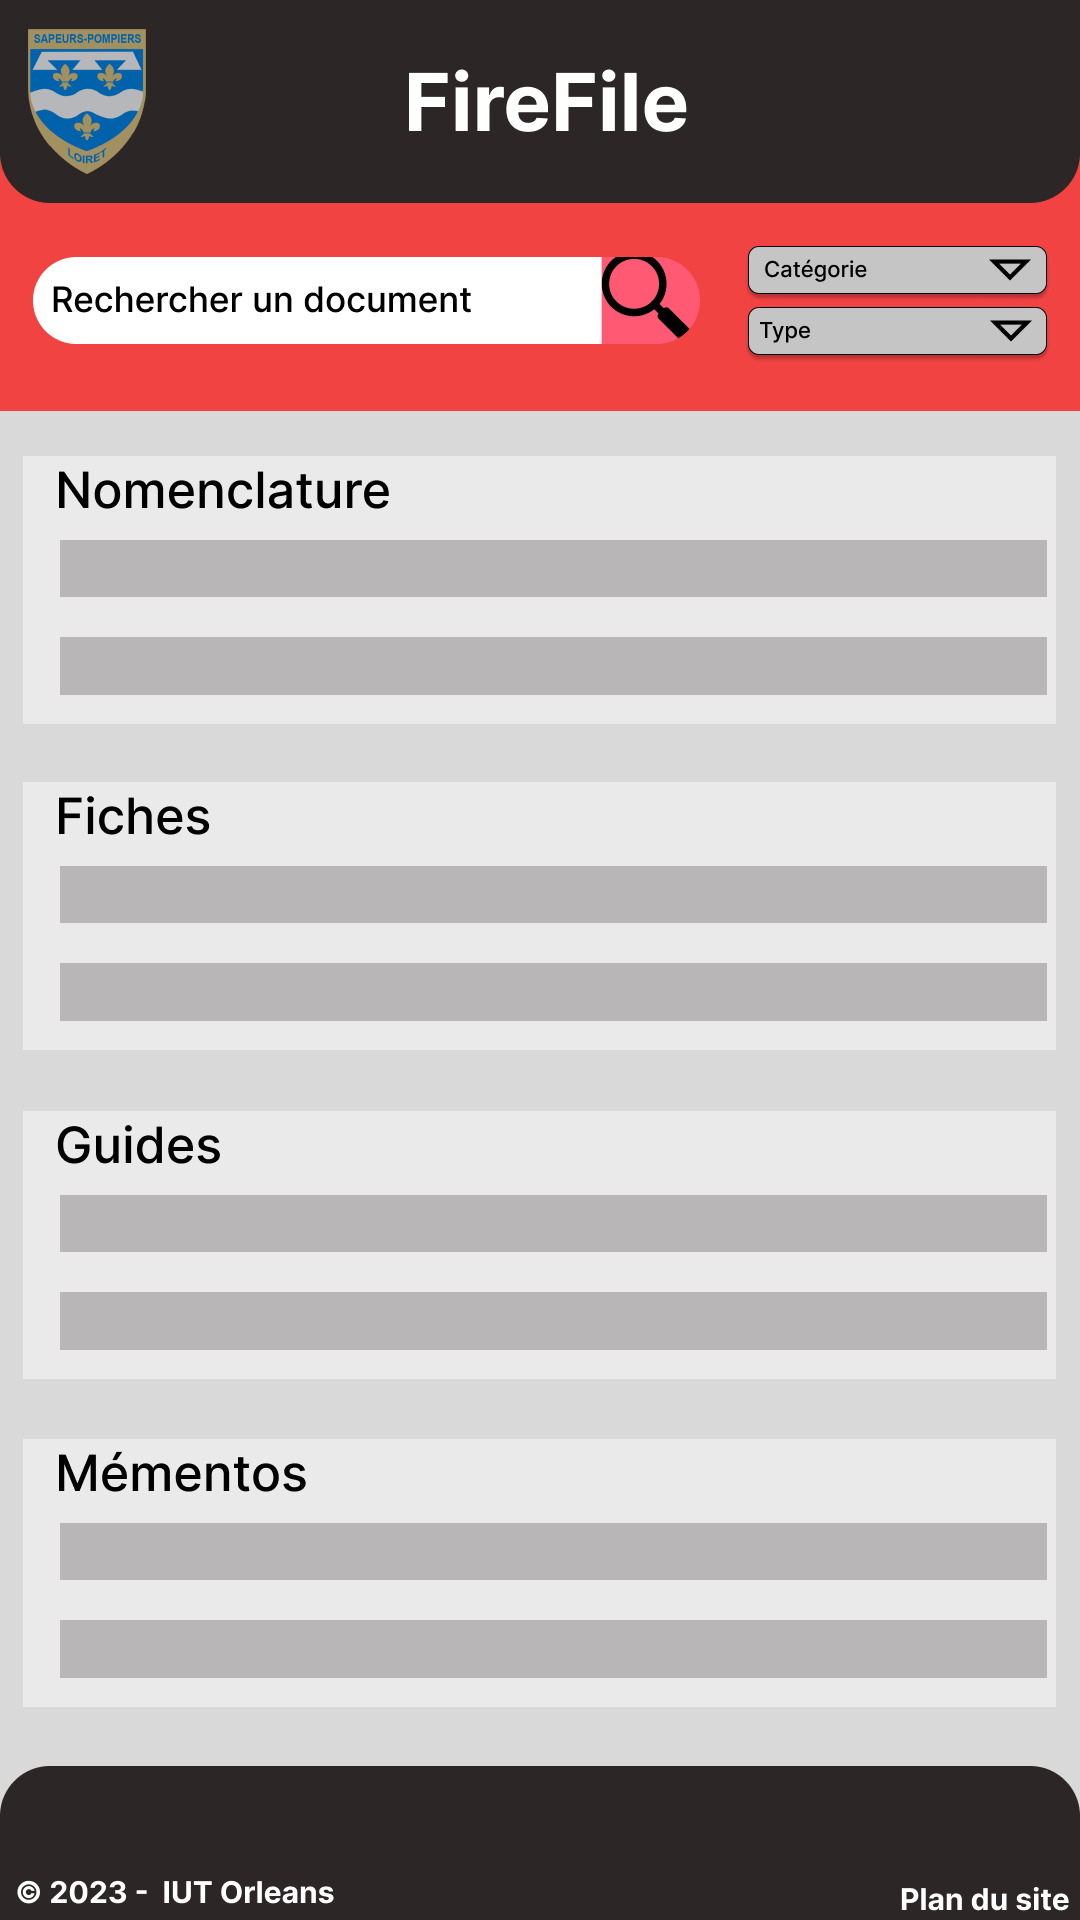 SAPEURS-POMPIERS
LOIRET
FireFile
Rechercher un document
Catégorie
Type
Nomenclature
Fiches
Guides
Mémentos
© 2023 - IUT Orleans
Plan du site